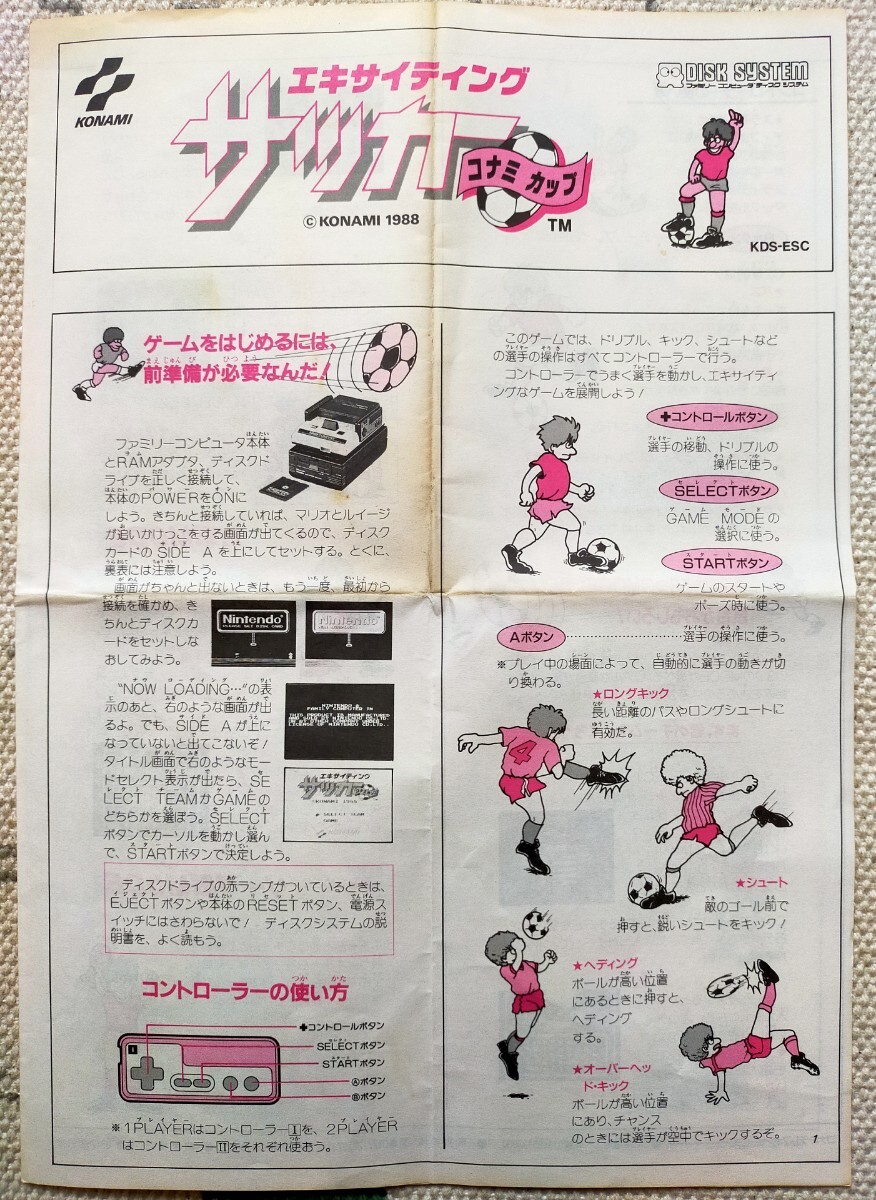 KONAMI
エキサイティング
サッカー
コナミ カップ
TM
© KONAMI 1988
DISK SYSTEM
ファミリー コンピュータ ディスク システム
KDS-ESC
ゲームをはじめるには、
前準備が必要なんだ！
ファミリーコンピュータ本体
とRAMアダプタ、ディスクド
ライブを正しく接続して、
本体のPOWERをONに
しよう。きちんと接続していれば、マリオとルイージ
が追いかけっこをする画面が出てくるので、ディスク
カードの SIDE Aを上にしてセットする。とくに、
裏表には注意しよう。
画面がちゃんと出ないときは、もう一度、最初から
接続を確かめ、き
ちんとディスクカ
ードをセットしな
おしてみよう。
Nintendo
PLEASE SET DISK CARD
Nintendo
"NOW LOADING…"の表
示のあと、右のような画面が出
るよ。でも、SIDE Aが上に
なっていないと出てこないぞ！
タイトル画面で右のようなモー
ドセレクト表示が出たら、SE
LECT TEAMかGAMEの
どちらかを選ぼう。SELECT
ボタンでカーソルを動かし選ん
で、STARTボタンで決定しよう。
エキサイティング
サッカー
ディスクドライブの赤ランプがついているときは、
EJECTボタンや本体のRESETボタン、電源ス
イッチにはさわらないで！ ディスクシステムの説
明書を、よく読もう。
コントローラーの使い方
✚コントロールボタン
SELECTボタン
STARTボタン
Ⓐボタン
Ⓑボタン
※1PLAYERはコントローラーⅠを、2PLAYER
はコントローラーⅡをそれぞれ使おう。
このゲームでは、ドリブル、キック、シュートなど
の選手の操作はすべてコントローラーで行う。
コントローラーでうまく選手を動かし、エキサイティ
ングなゲームを展開しよう！
✚コントロールボタン
選手の移動、ドリブルの
操作に使う。
SELECTボタン
GAME MODEの
選択に使う。
STARTボタン
ゲームのスタートや
ポーズ時に使う。
Aボタン……………………選手の操作に使う。
※プレイ中の場面によって、自動的に選手の動きが切
り換わる。
★ロングキック
長い距離のパスやロングシュートに
有効だ。
4
★シュート
敵のゴール前で
押すと、鋭いシュートをキック！
★ヘディング
ボールが高い位置
にあるときに押すと、
ヘディング
する。
★オーバーヘッ
ド・キック
ボールが高い位置
にあり、チャンス
のときには選手が空中でキックするぞ。
1